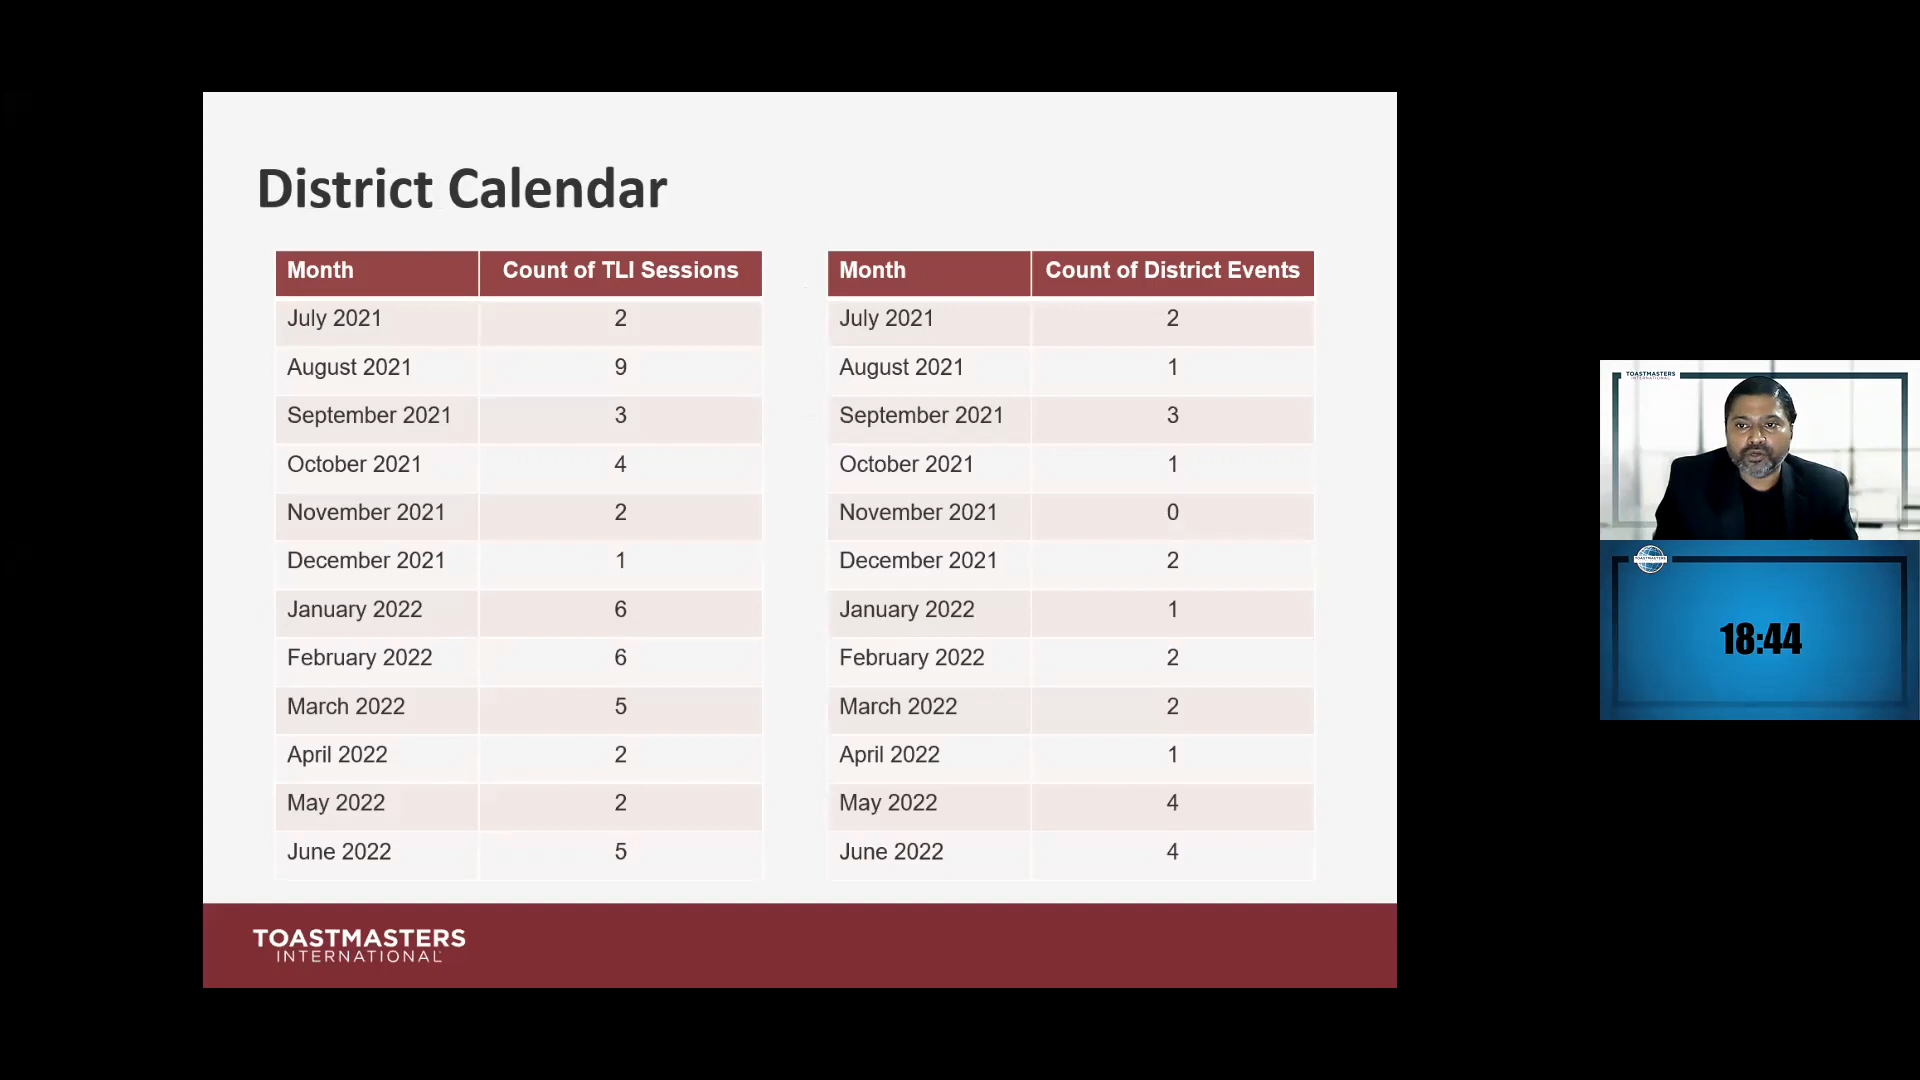 District Calendar
Month Count of TLI Sessions
July 2021 2
August 2021 9
September 2021 3
October 2021 4
November 2021 2
December 2021 1
January 2022 6
February 2022 6
March 2022 5
April 2022 2
May 2022 2
June 2022 5
Month Count of District Events
July 2021 2
August 2021 1
September 2021 3
October 2021 1
November 2021 0
December 2021 2
January 2022 1
February 2022 2
March 2022 2
April 2022 1
May 2022 4
June 2022 4
TOASTMASTERS
INTERNATIONAL
TOASTMASTERS
INTERNATIONAL
TOASTMASTERS
18:44